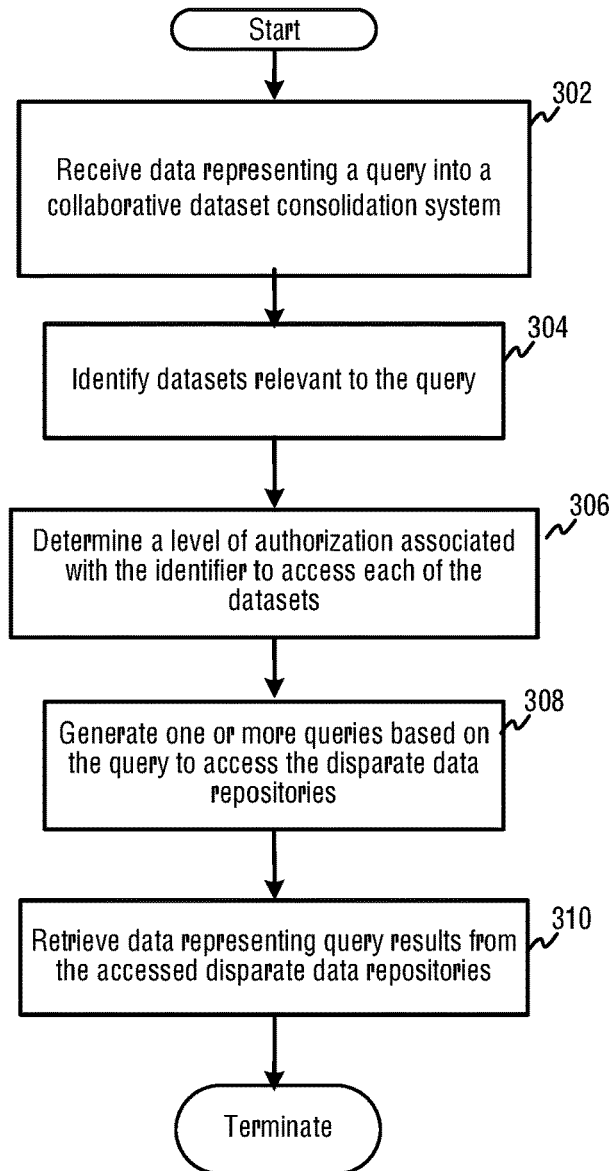 Start
302
Receive data representing a query into a
collaborative dataset consolidation system
304
Identify datasets relevant to the query
306
Determine a level of authorization associated
with the identifier to access each of the
datasets
308
Generate one or more queries based on
the query to access the disparate data
repositories
310
Retrieve data representing query results from
the accessed disparate data repositories
Terminate